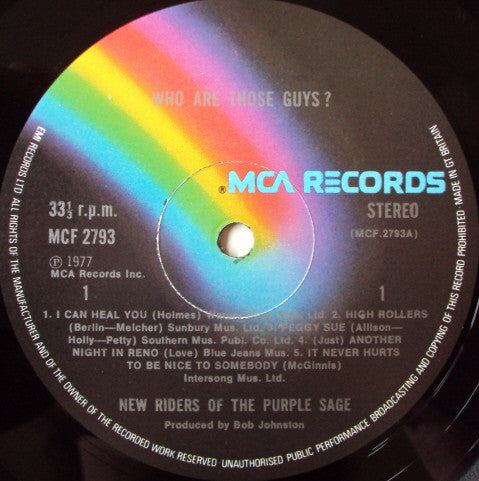 WHO ARE THOSE GUYS?
® MCA RECORDS
33⅓ r.p.m.
STEREO
MCF 2793
(MCF.2793A)
℗ 1977
MCA Records Inc.
1
1
1. I CAN HEAL YOU (Holmes) Mus. Ltd. 2. HIGH ROLLERS
(Berlin—Melcher) Sunbury Mus. Ltd. 3. PEGGY SUE (Allison—
Holly—Petty) Southern Mus. Publ. Co. Ltd. 4. (Just) ANOTHER
NIGHT IN RENO (Love) Blue Jeans Mus. 5. IT NEVER HURTS
TO BE NICE TO SOMEBODY (McGinnis)
Intersong Mus. Ltd.
NEW RIDERS OF THE PURPLE SAGE
Produced by Bob Johnston
EMI RECORDS LTD ALL RIGHTS OF THE MANUFACTURER AND OF THE OWNER OF THE RECORDED WORK RESERVED UNAUTHORISED PUBLIC PERFORMANCE BROADCASTING AND COPYING OF THIS RECORD PROHIBITED MADE IN GT BRITAIN